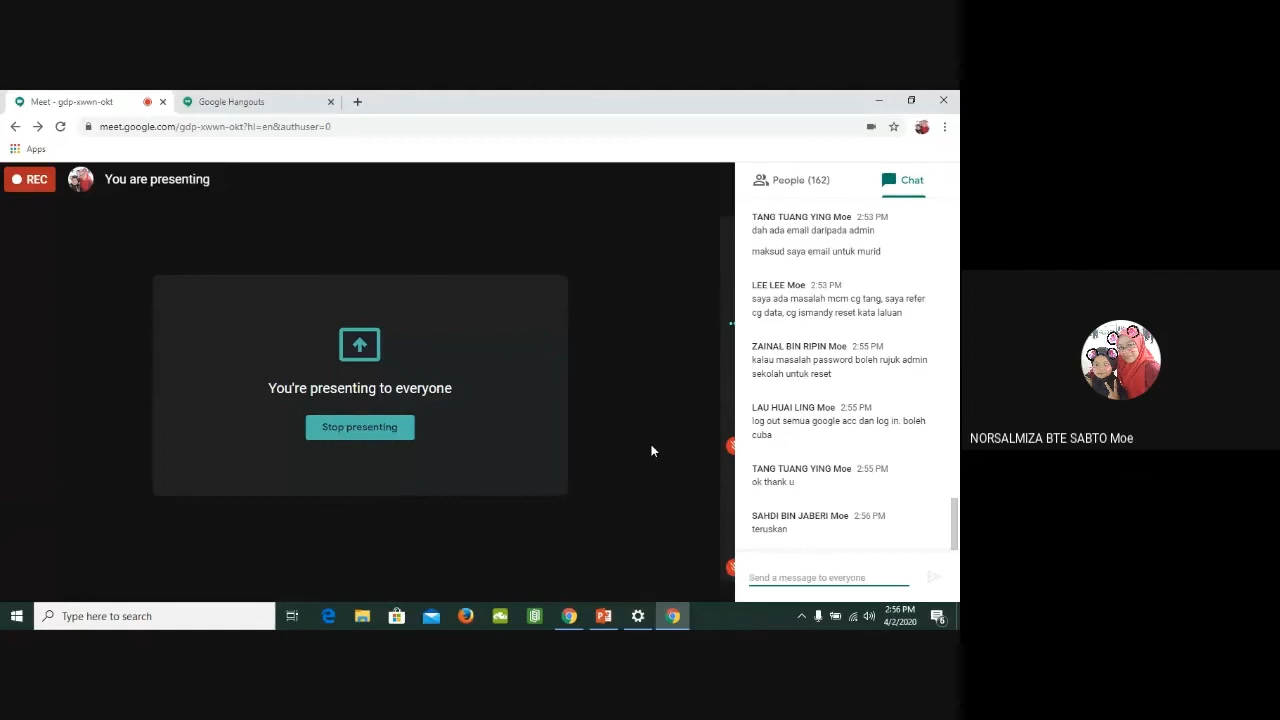 Meet - gdp-xwwn-okt
Google Hangouts
meet.google.com/gdp-xwwn-okt?hl=en&authuser=0
Apps
REC
You are presenting
People (162)
Chat
TANG TUANG YING Moe 2:53 PM
dah ada email daripada admin
maksud saya email untuk murid
LEE LEE Moe 2:53 PM
saya ada masalah mcm cg tang, saya refer
cg data, cg ismandy reset kata laluan
ZAINAL BIN RIPIN Moe 2:55 PM
kalau masalah password boleh rujuk admin
sekolah untuk reset
LAU HUAI LING Moe 2:55 PM
log out semua google acc dan log in. boleh
cuba
TANG TUANG YING Moe 2:55 PM
ok thank u
SAHDI BIN JABERI Moe 2:56 PM
teruskan
Send a message to everyone
You're presenting to everyone
Stop presenting
NORSALMIZA BTE SABTO Moe
Type here to search
2:56 PM
4/2/2020
6